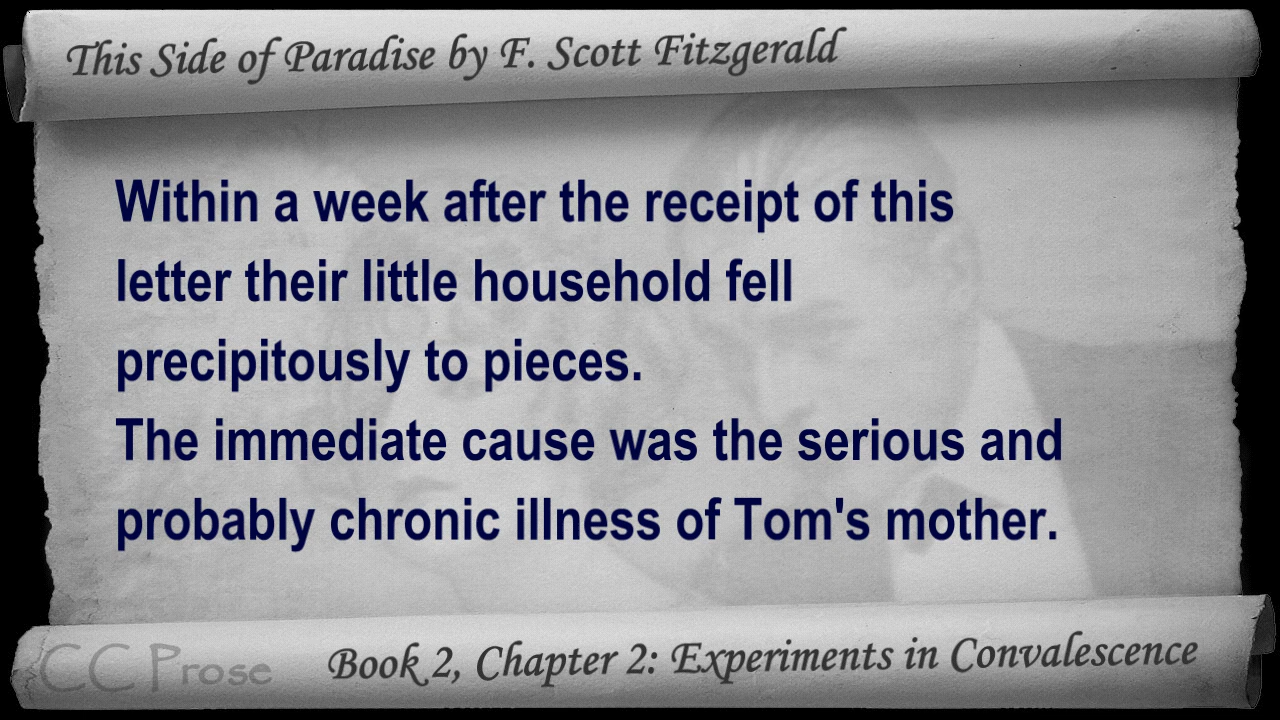 This Side of Paradise by F. Scott Fitzgerald
Within a week after the receipt of this
letter their little household fell
precipitously to pieces.
The immediate cause was the serious and
probably chronic illness of Tom's mother.
CC Prose
Book 2, Chapter 2: Experiments in Convalescence